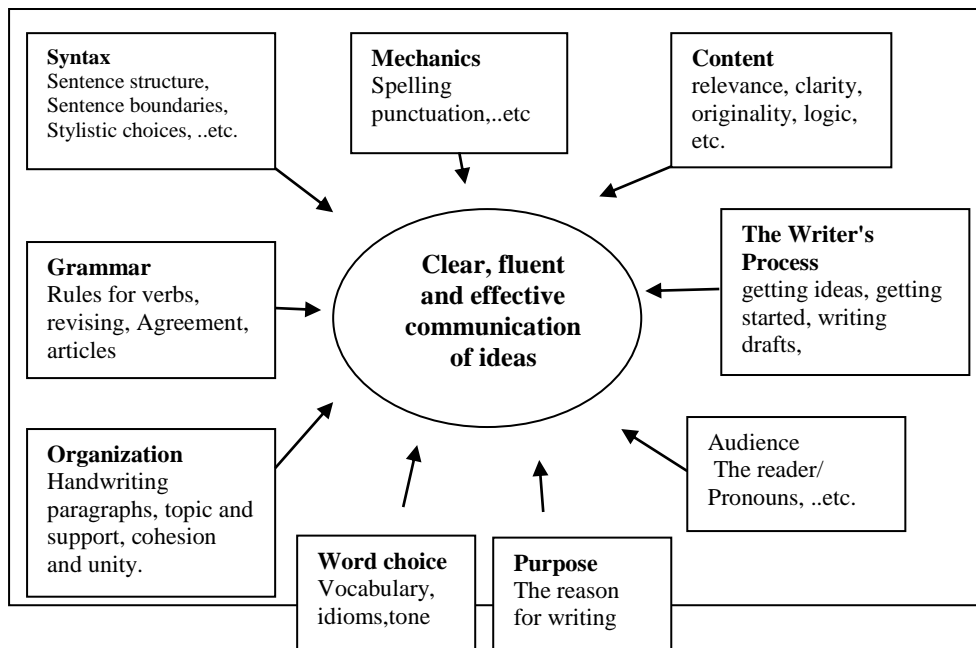 Syntax
Sentence structure,
Sentence boundaries,
Stylistic choices, ..etc.
Mechanics
Spelling
punctuation,..etc
Content
relevance, clarity,
originality, logic,
etc.
Grammar
Rules for verbs,
revising, Agreement,
articles
Clear, fluent
and effective
communication
of ideas
The Writer's
Process
getting ideas, getting
started, writing
drafts,
Organization
Handwriting
paragraphs, topic and
support, cohesion
and unity.
Audience
The reader/
Pronouns, ..etc.
Word choice
Vocabulary,
idioms,tone
Purpose
The reason
for writing